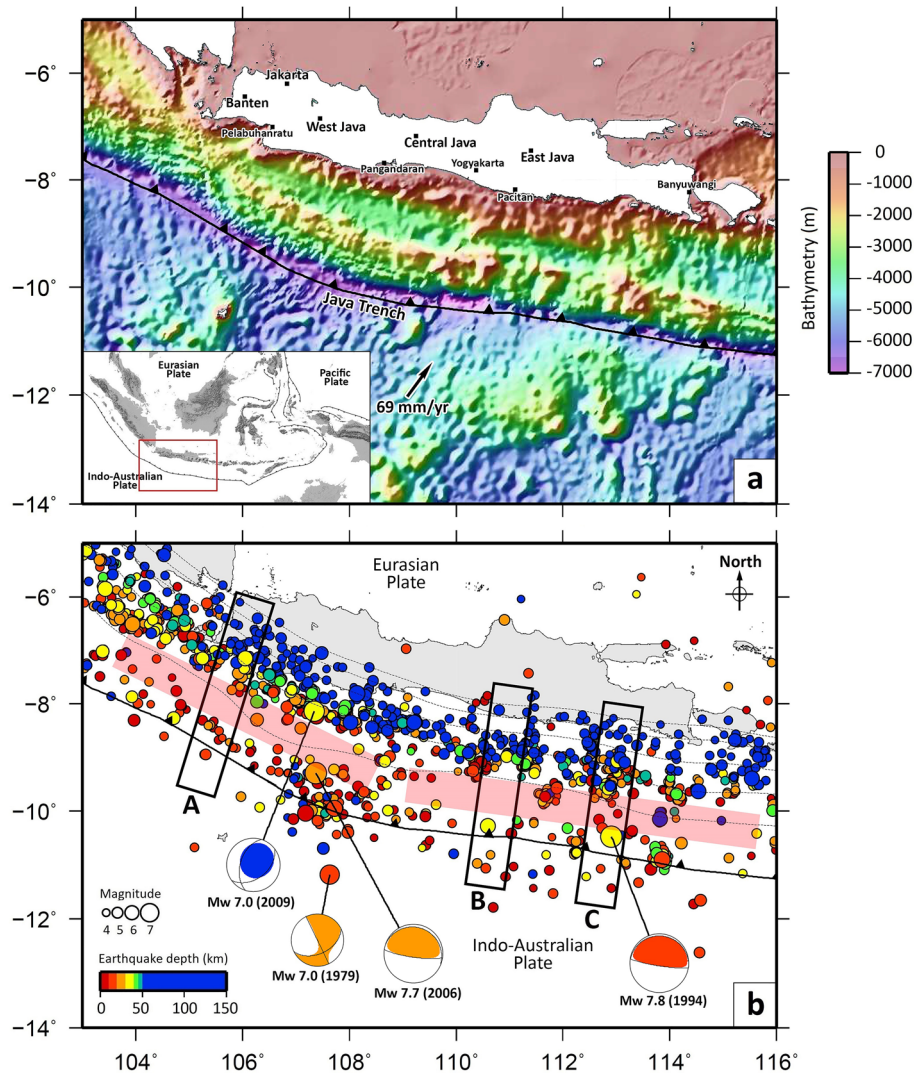 −6°
−8°
−10°
−12°
−14°
Jakarta
Banten
West Java
Pelabuhanratu
Central Java
Yogyakarta
East Java
Pangandaran
Pacitan
Banyuwangi
Java Trench
69 mm/yr
Eurasian
Plate
Pacific
Plate
Indo-Australian
Plate
a
0
-1000
-2000
-3000
-4000
-5000
-6000
-7000
Bathymetry (m)
−6°
−8°
−10°
−12°
−14°
Eurasian
Plate
North
A
B
C
Mw 7.0 (2009)
Mw 7.0 (1979)
Mw 7.7 (2006)
Mw 7.8 (1994)
Indo-Australian
Plate
Magnitude
4 5 6 7
Earthquake depth (km)
0 50 100 150
b
104° 106° 108° 110° 112° 114° 116°